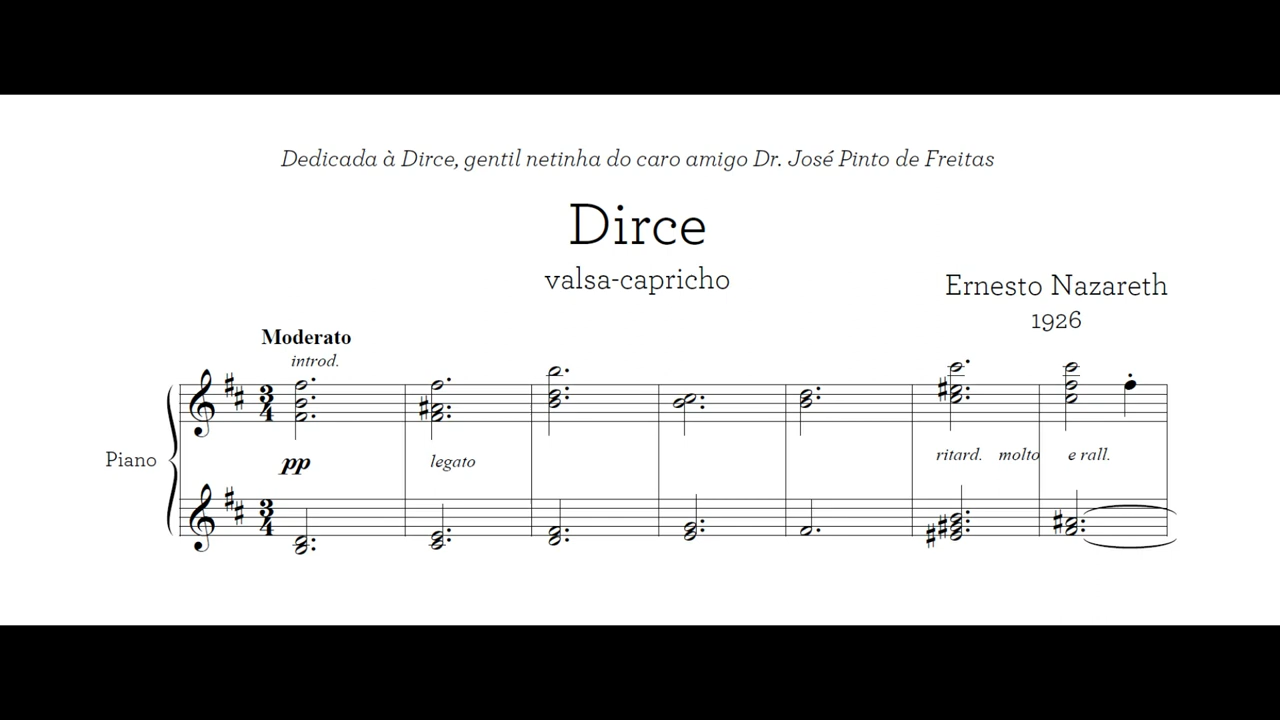 Dedicada à Dirce, gentil netinha do caro amigo Dr. José Pinto de Freitas
Dirce
valsa-capricho
Ernesto Nazareth
1926
Moderato
introd.
Piano
pp
legato
ritard. molto e rall.